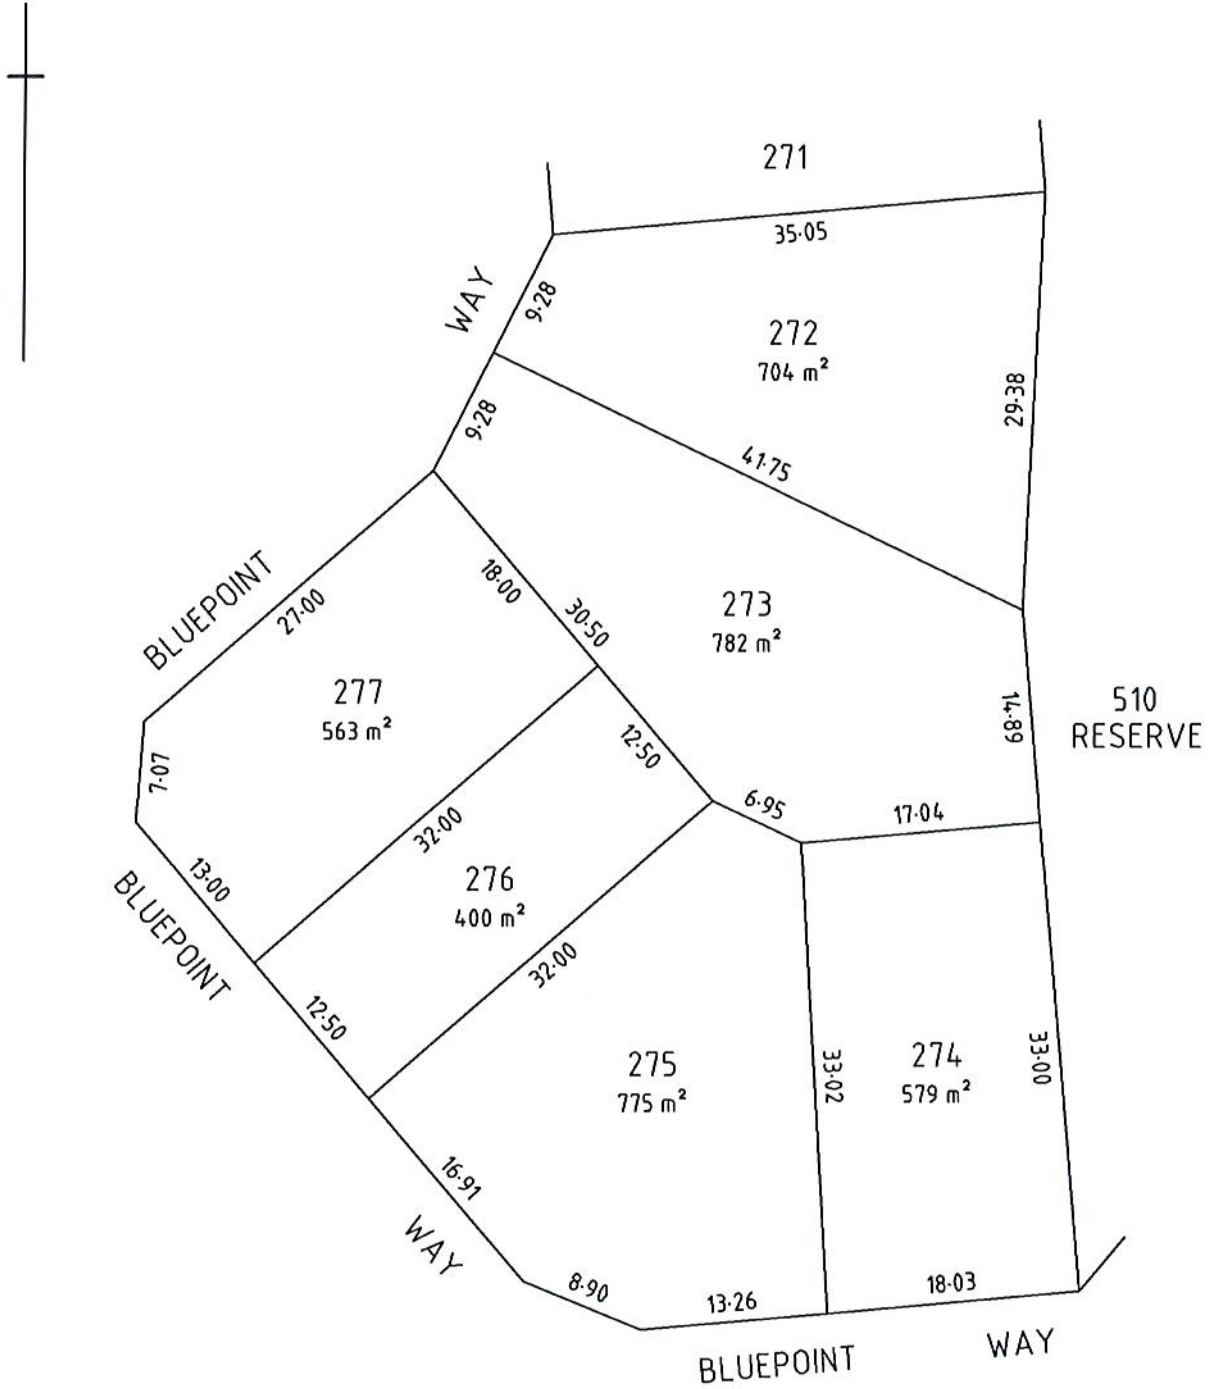 271
35·05
WAY
9·28
272
704 m²
29·38
9·28
41·75
BLUEPOINT
27·00
18·00
30·50
273
782 m²
277
563 m²
14·89
510
RESERVE
7·07
12·50
6·95
17·04
32·00
13·00
BLUEPOINT
276
400 m²
32·00
12·50
275
775 m²
33·02
274
579 m²
33·00
16·91
WAY
8·90
13·26
18·03
BLUEPOINT WAY